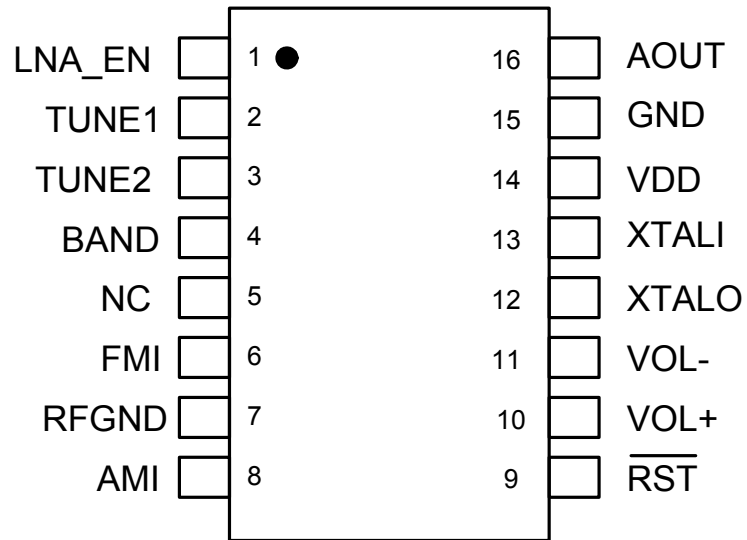 LNA_EN 1 16 AOUT
TUNE1 2 15 GND
TUNE2 3 14 VDD
BAND 4 13 XTALI
NC 5 12 XTALO
FMI 6 11 VOL-
RFGND 7 10 VOL+
AMI 8 9 R̅S̅T̅